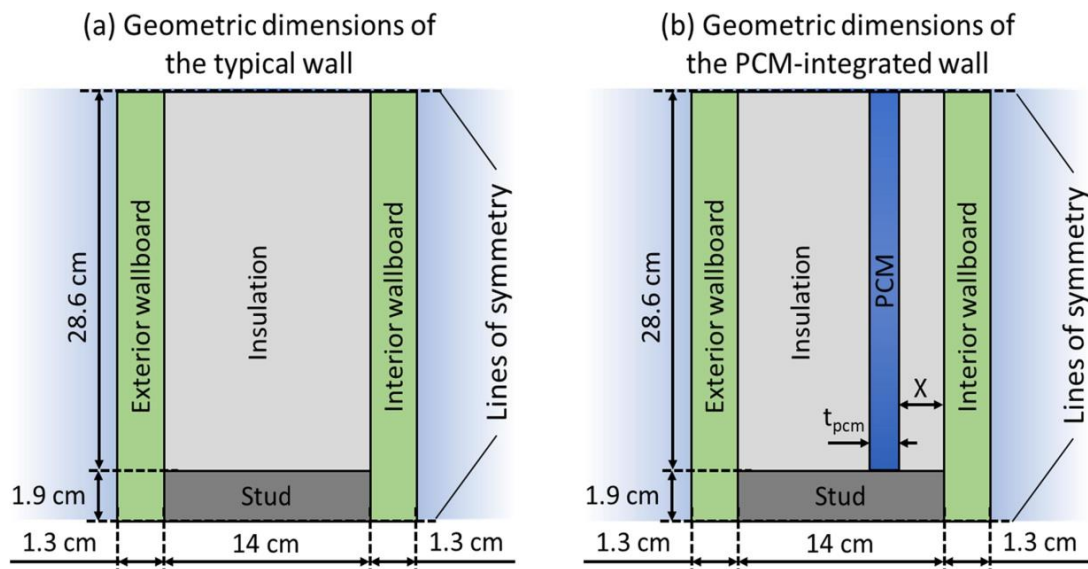 (a) Geometric dimensions of
the typical wall
28.6 cm
Exterior wallboard
Insulation
Interior wallboard
Lines of symmetry
1.9 cm
Stud
1.3 cm
14 cm
1.3 cm
(b) Geometric dimensions of
the PCM-integrated wall
28.6 cm
Exterior wallboard
Insulation
PCM
X
tpcm
Interior wallboard
Lines of symmetry
1.9 cm
Stud
1.3 cm
14 cm
1.3 cm